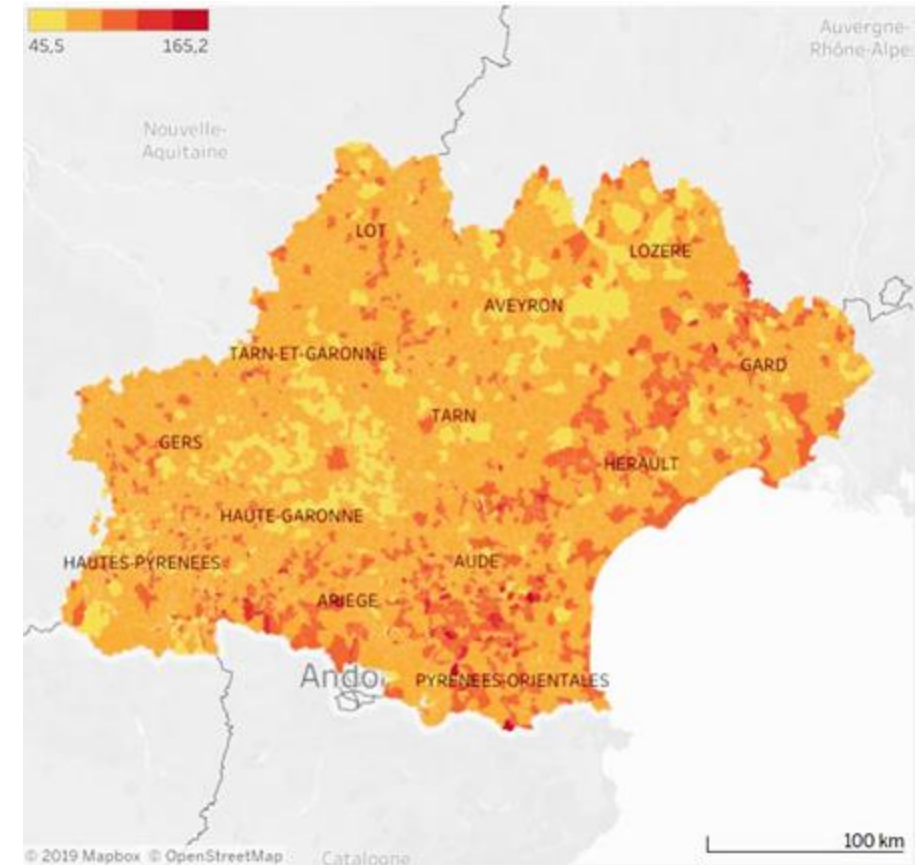 45,5 165,2
Auvergne-
Rhône-Alpe
Nouvelle-
Aquitaine
LOT
LOZERE
AVEYRON
TARN-ET-GARONNE
GARD
TARN
GERS
HERAULT
HAUTE-GARONNE
HAUTES-PYRENEES
AUDE
ARIEGE
Ando
PYRENEES-ORIENTALES
100 km
© 2019 Mapbox © OpenStreetMap
Catalogne